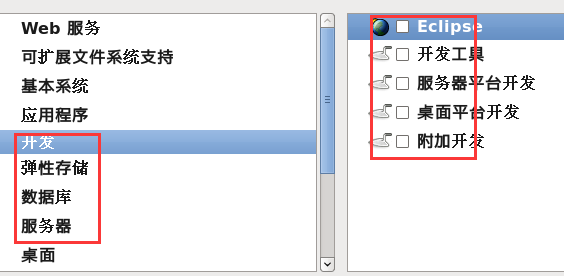 Web 服务
可扩展文件系统支持
基本系统
应用程序
开发
弹性存储
数据库
服务器
桌面
Eclipse
开发工具
服务器平台开发
桌面平台开发
附加开发